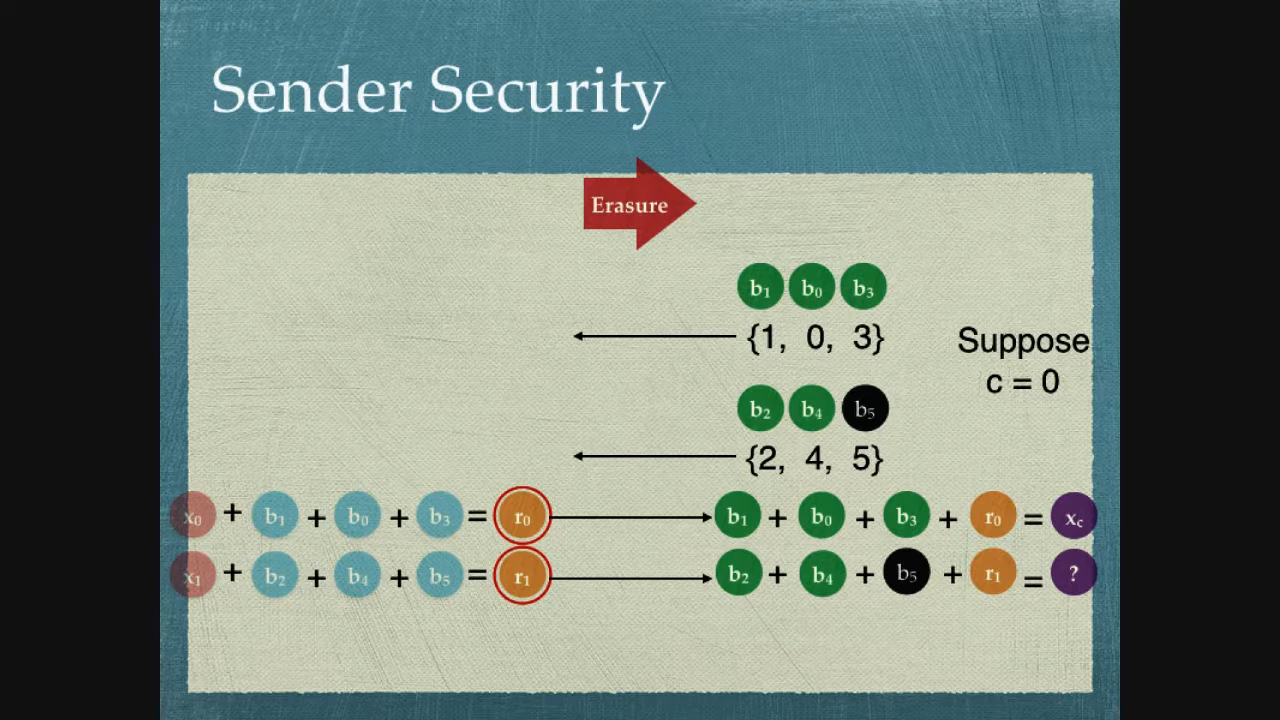 Sender Security
Erasure
b₁ b₀ b₃
{1, 0, 3}
Suppose
c = 0
b₂ b₄ b₅
{2, 4, 5}
x₀ + b₁ + b₀ + b₃ = r₀ b₁ + b₀ + b₃ + r₀ = x꜀
x₁ + b₂ + b₄ + b₅ = r₁ b₂ + b₄ + b₅ + r₁ = ?